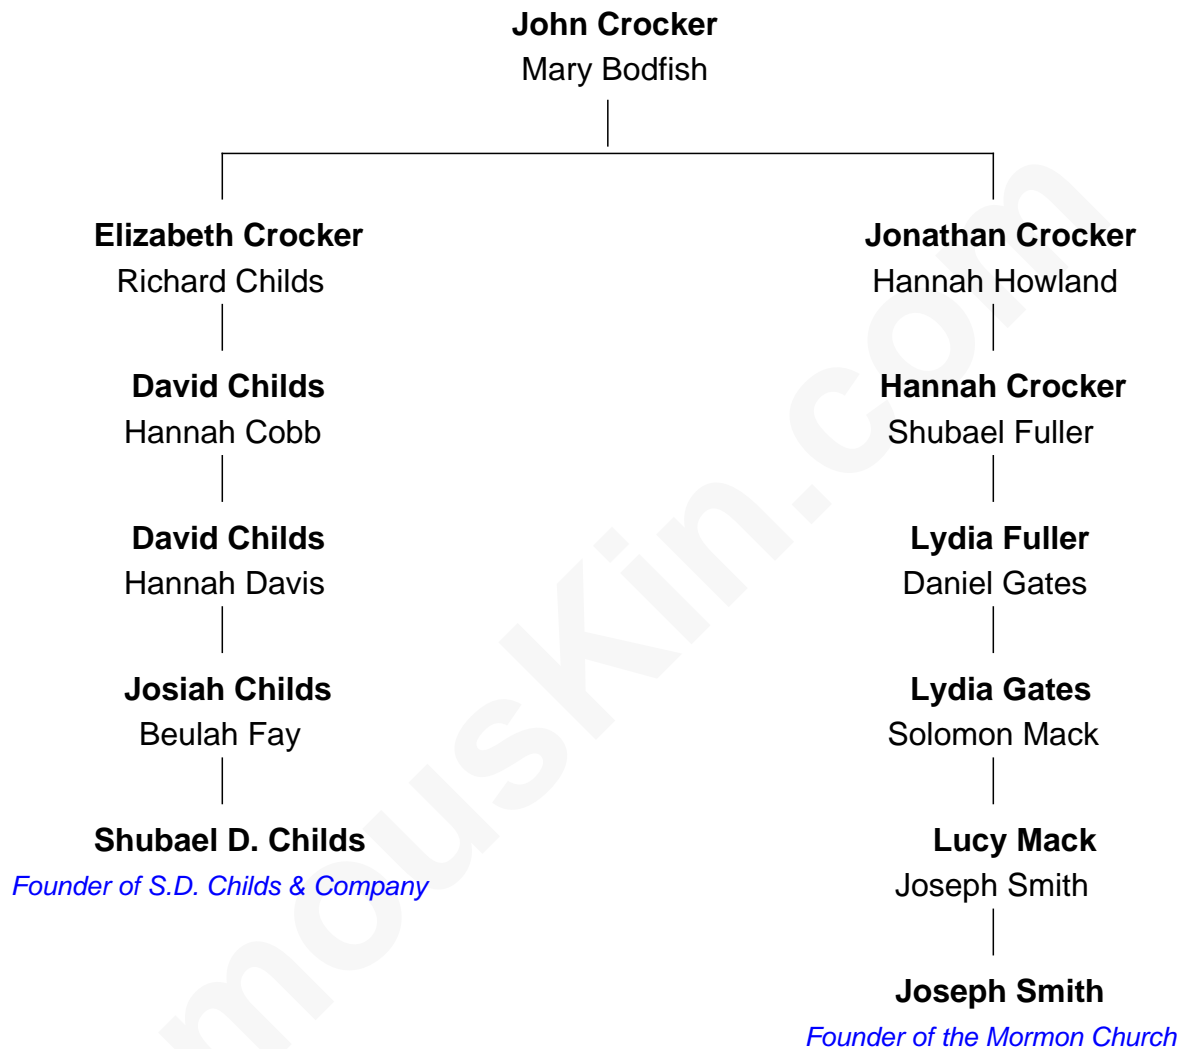 John Crocker
Mary Bodfish
Elizabeth Crocker
Richard Childs
Jonathan Crocker
Hannah Howland
David Childs
Hannah Cobb
Hannah Crocker
Shubael Fuller
David Childs
Hannah Davis
Lydia Fuller
Daniel Gates
Josiah Childs
Beulah Fay
Lydia Gates
Solomon Mack
Shubael D. Childs
Founder of S.D. Childs & Company
Lucy Mack
Joseph Smith
Joseph Smith
Founder of the Mormon Church
mousKin.com